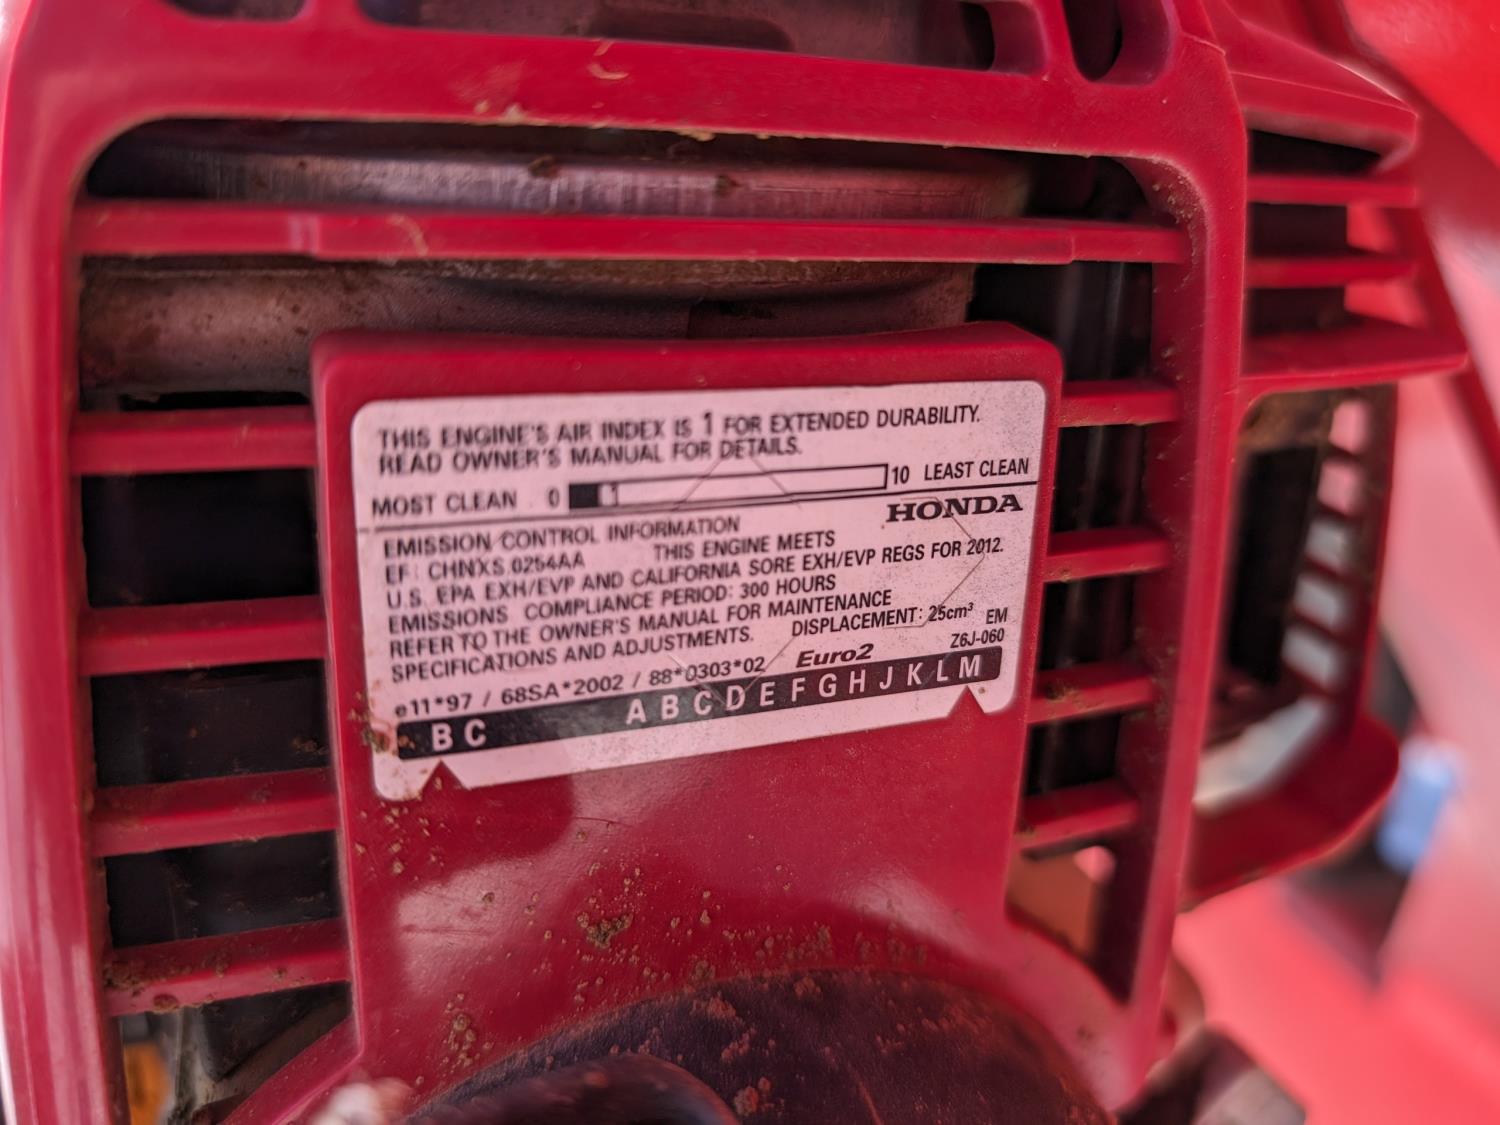 THIS ENGINE'S AIR INDEX IS 1 FOR EXTENDED DURABILITY.
READ OWNER'S MANUAL FOR DETAILS.
MOST CLEAN 0 1 10 LEAST CLEAN
HONDA
EMISSION CONTROL INFORMATION
EF: CHNXS.0254AA THIS ENGINE MEETS
U.S. EPA EXH/EVP AND CALIFORNIA SORE EXH/EVP REGS FOR 2012.
EMISSIONS COMPLIANCE PERIOD: 300 HOURS
REFER TO THE OWNER'S MANUAL FOR MAINTENANCE
SPECIFICATIONS AND ADJUSTMENTS. DISPLACEMENT: 25cm³ EM
e11*97 / 68SA*2002 / 88*0303*02 Euro2 Z6J-060
B C A B C D E F G H J K L M